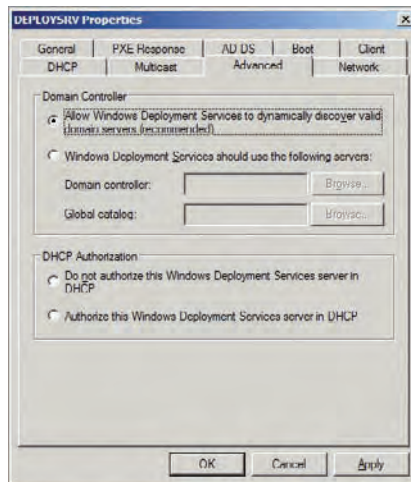 DEPLOYSRV Properties
General PXE Response AD DS Boot Client
DHCP Multicast Advanced Network
Domain Controller
Allow Windows Deployment Services to dynamically discover valid
domain servers (recommended)
Windows Deployment Services should use the following servers:
Domain controller: Browse...
Global catalog: Browse...
DHCP Authorization
Do not authorize this Windows Deployment Services server in
DHCP
Authorize this Windows Deployment Services server in DHCP
OK Cancel Apply